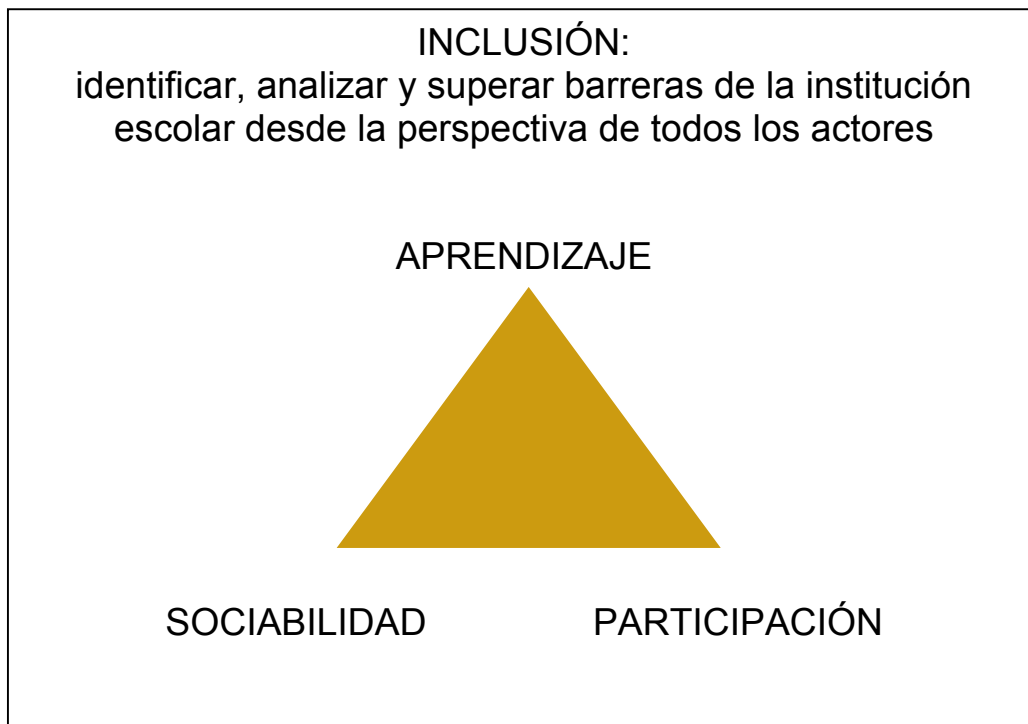 INCLUSIÓN:
identificar, analizar y superar barreras de la institución
escolar desde la perspectiva de todos los actores
APRENDIZAJE
SOCIABILIDAD PARTICIPACIÓN